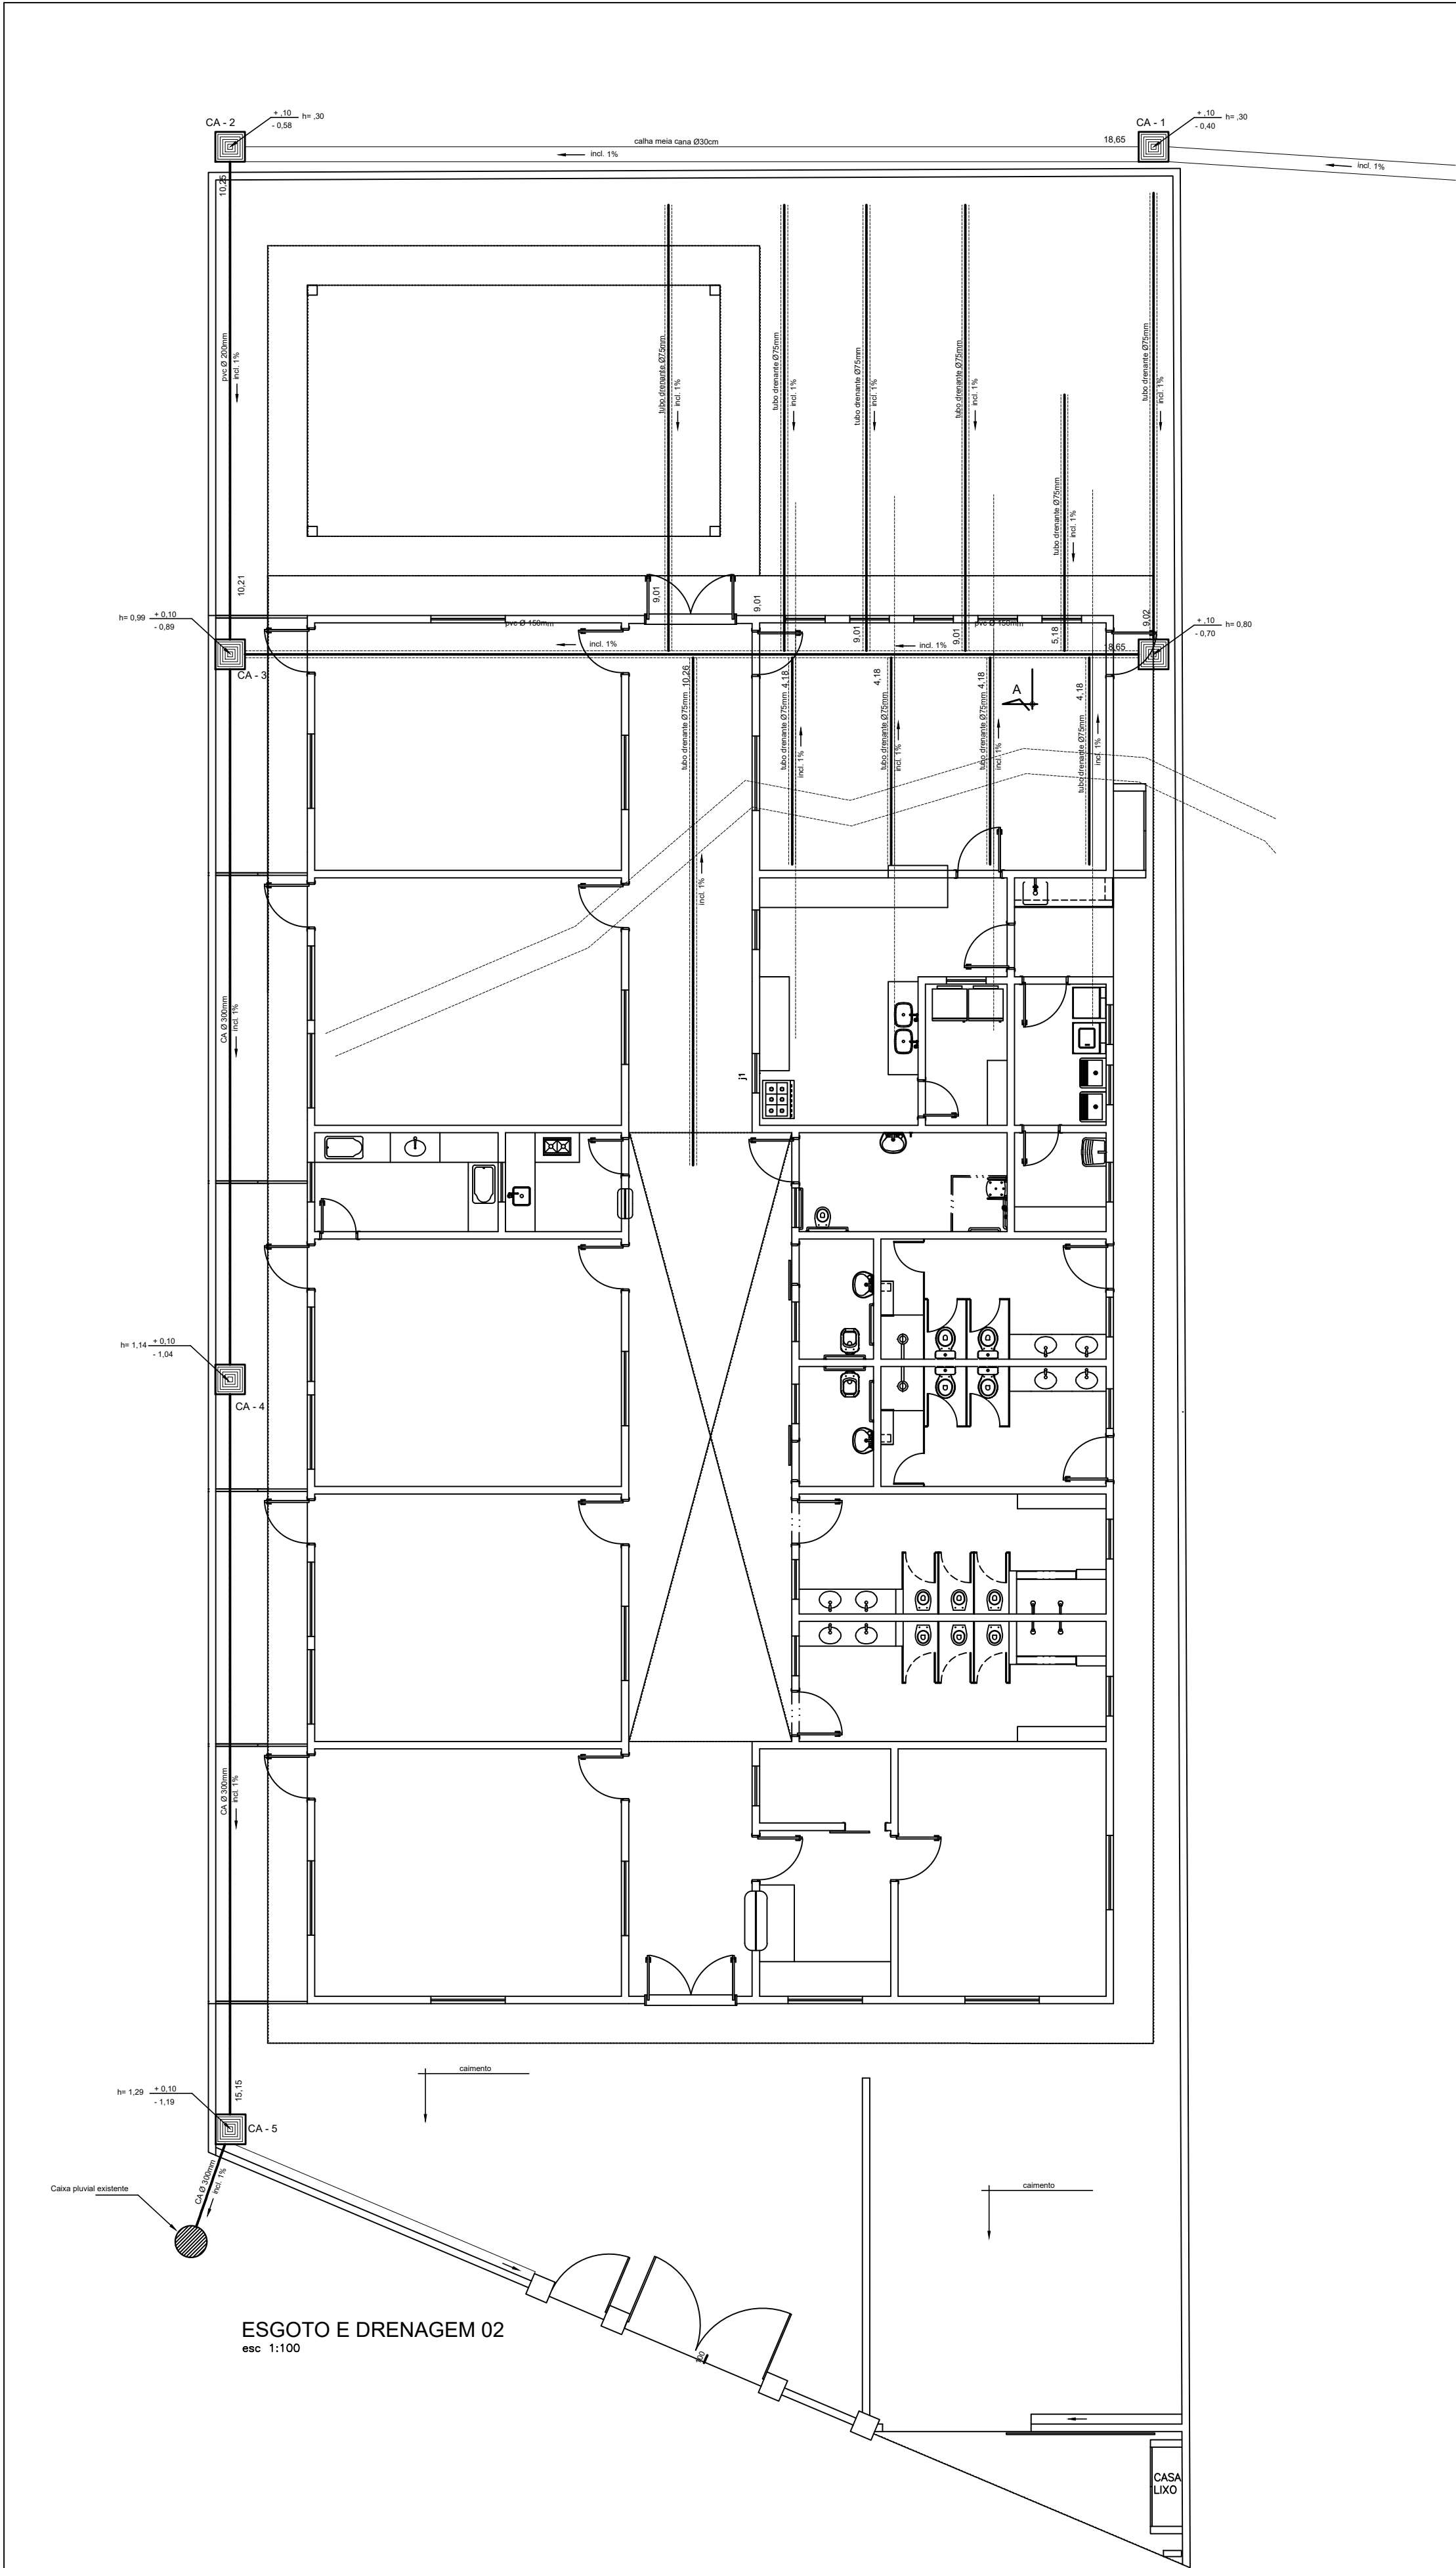 CA - 2
+ ,10
- 0,58
h= ,30
calha meia cana Ø30cm
incl. 1%
18,65
CA - 1
+ ,10
- 0,40
h= ,30
incl. 1%
10,25
pvc Ø 200mm
incl. 1%
10,21
tubo drenante Ø75mm
incl. 1%
9,01
tubo drenante Ø75mm
incl. 1%
9,01
tubo drenante Ø75mm
incl. 1%
9,01
tubo drenante Ø75mm
incl. 1%
9,01
tubo drenante Ø75mm
incl. 1%
5,18
tubo drenante Ø75mm
incl. 1%
9,02
h= 0,99
+ 0,10
- 0,89
CA - 3
pvc Ø 150mm
incl. 1%
pvc Ø 150mm
incl. 1%
18,65
+ ,10
- 0,70
h= 0,80
tubo drenante Ø75mm 10,26
incl. 1%
tubo drenante Ø75mm 4,18
incl. 1%
tubo drenante Ø75mm
4,18
incl. 1%
tubo drenante Ø75mm 4,18
incl. 1%
tubo drenante Ø75mm
4,18
incl. 1%
A
CA Ø 300mm
incl. 1%
j1
h= 1,14
+ 0,10
- 1,04
CA - 4
CA Ø 300mm
incl. 1%
15,15
h= 1,29
+ 0,10
- 1,19
CA - 5
caimento
CA Ø 300mm
incl. 1%
Caixa pluvial existente
caimento
ESGOTO E DRENAGEM 02
esc 1:100
CASA
LIXO